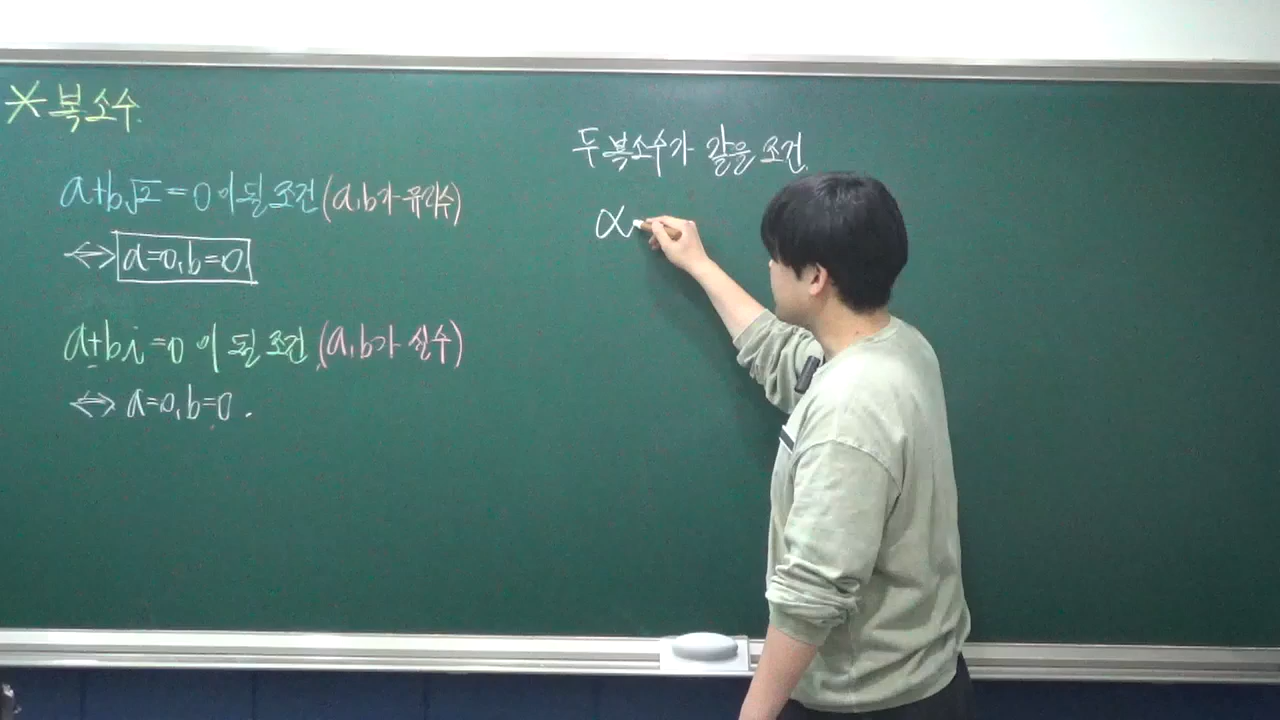 * 복소수.
a+b√2=0 이 될 조건 (a,b가 유리수)
⟺ a=0, b=0.
a+bi=0 이 될 조건 (a,b가 실수)
⟺ a=0, b=0.
두 복소수가 같을 조건.
α